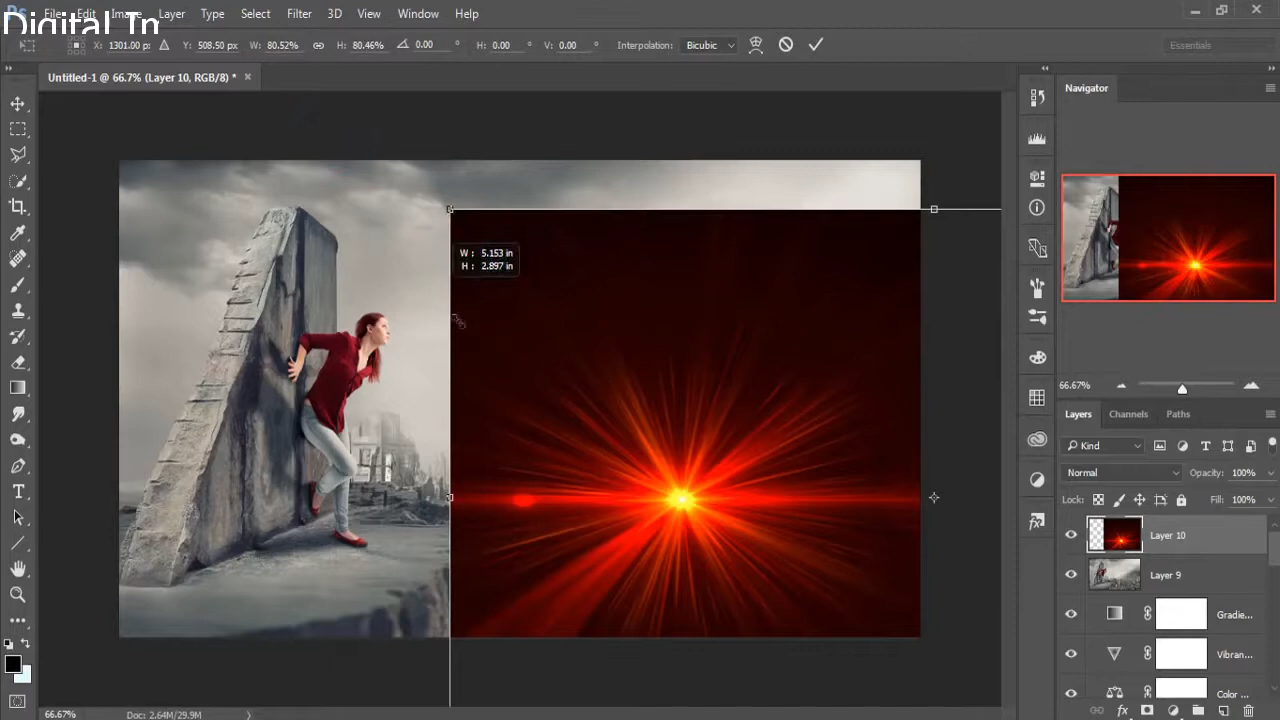 Ps File Edit Image Layer Type Select Filter 3D View Window Help
Digital
X: 1301.00 p: Y: 508.50 px W: 80.52% H: 80.46% 0.00 ° H: 0.00 ° V: 0.00 ° Interpolation: Bicubic Essentials
Untitled-1 @ 66.7% (Layer 10, RGB/8) * ×
Navigator
W : 5.153 in
H : 2.897 in
66.67%
Layers Channels Paths
Kind
Normal Opacity: 100%
Lock: Fill: 100%
Layer 10
Layer 9
Gradie...
Vibran...
Color ...
66.67% Doc: 2.64M/29.9M